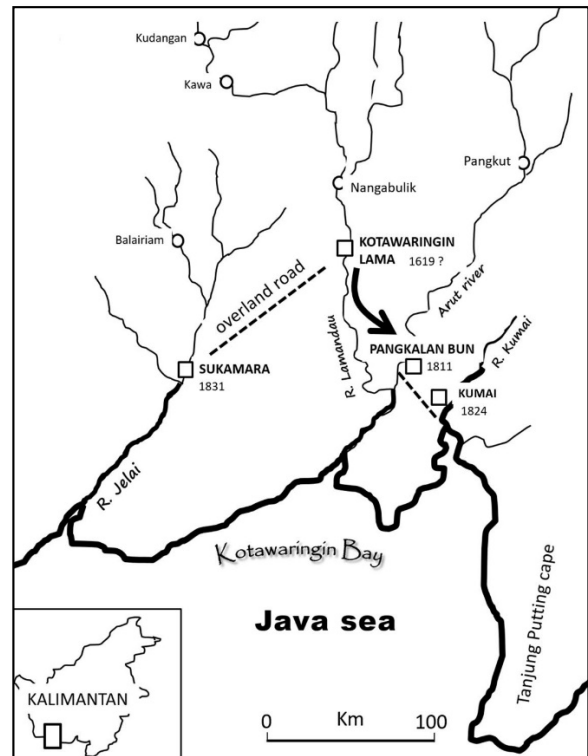 Kudangan
Kawa
Pangkut
Nangabulik
Balairiam
KOTAWARINGIN
LAMA 1619 ?
overland road
Arut river
R. Lamandau
R. Kumai
PANGKALAN BUN
1811
SUKAMARA
1831
KUMAI
1824
R. Jelai
Kotawaringin Bay
Java sea
Tanjung Putting cape
KALIMANTAN
Km
0 100